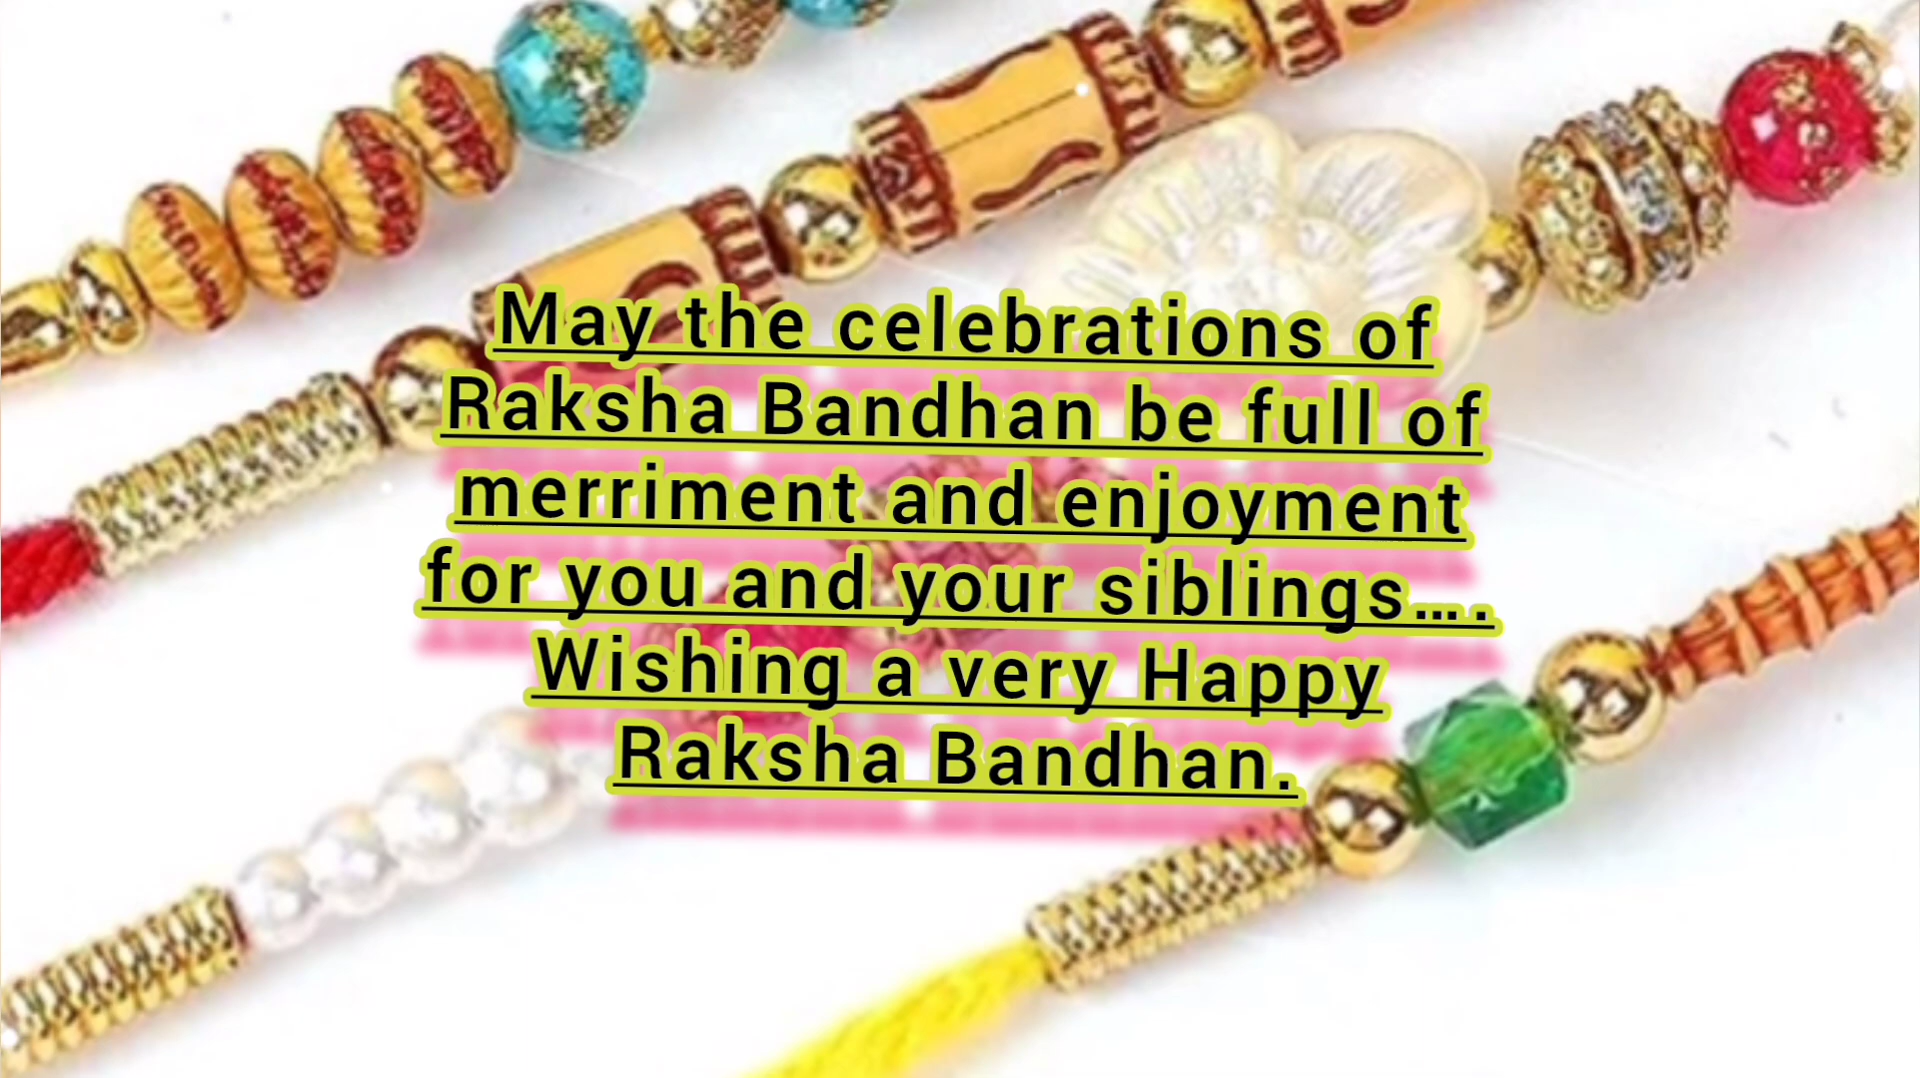 May the celebrations of
Raksha Bandhan be full of
merriment and enjoyment
for you and your siblings....
Wishing a very Happy
Raksha Bandhan.